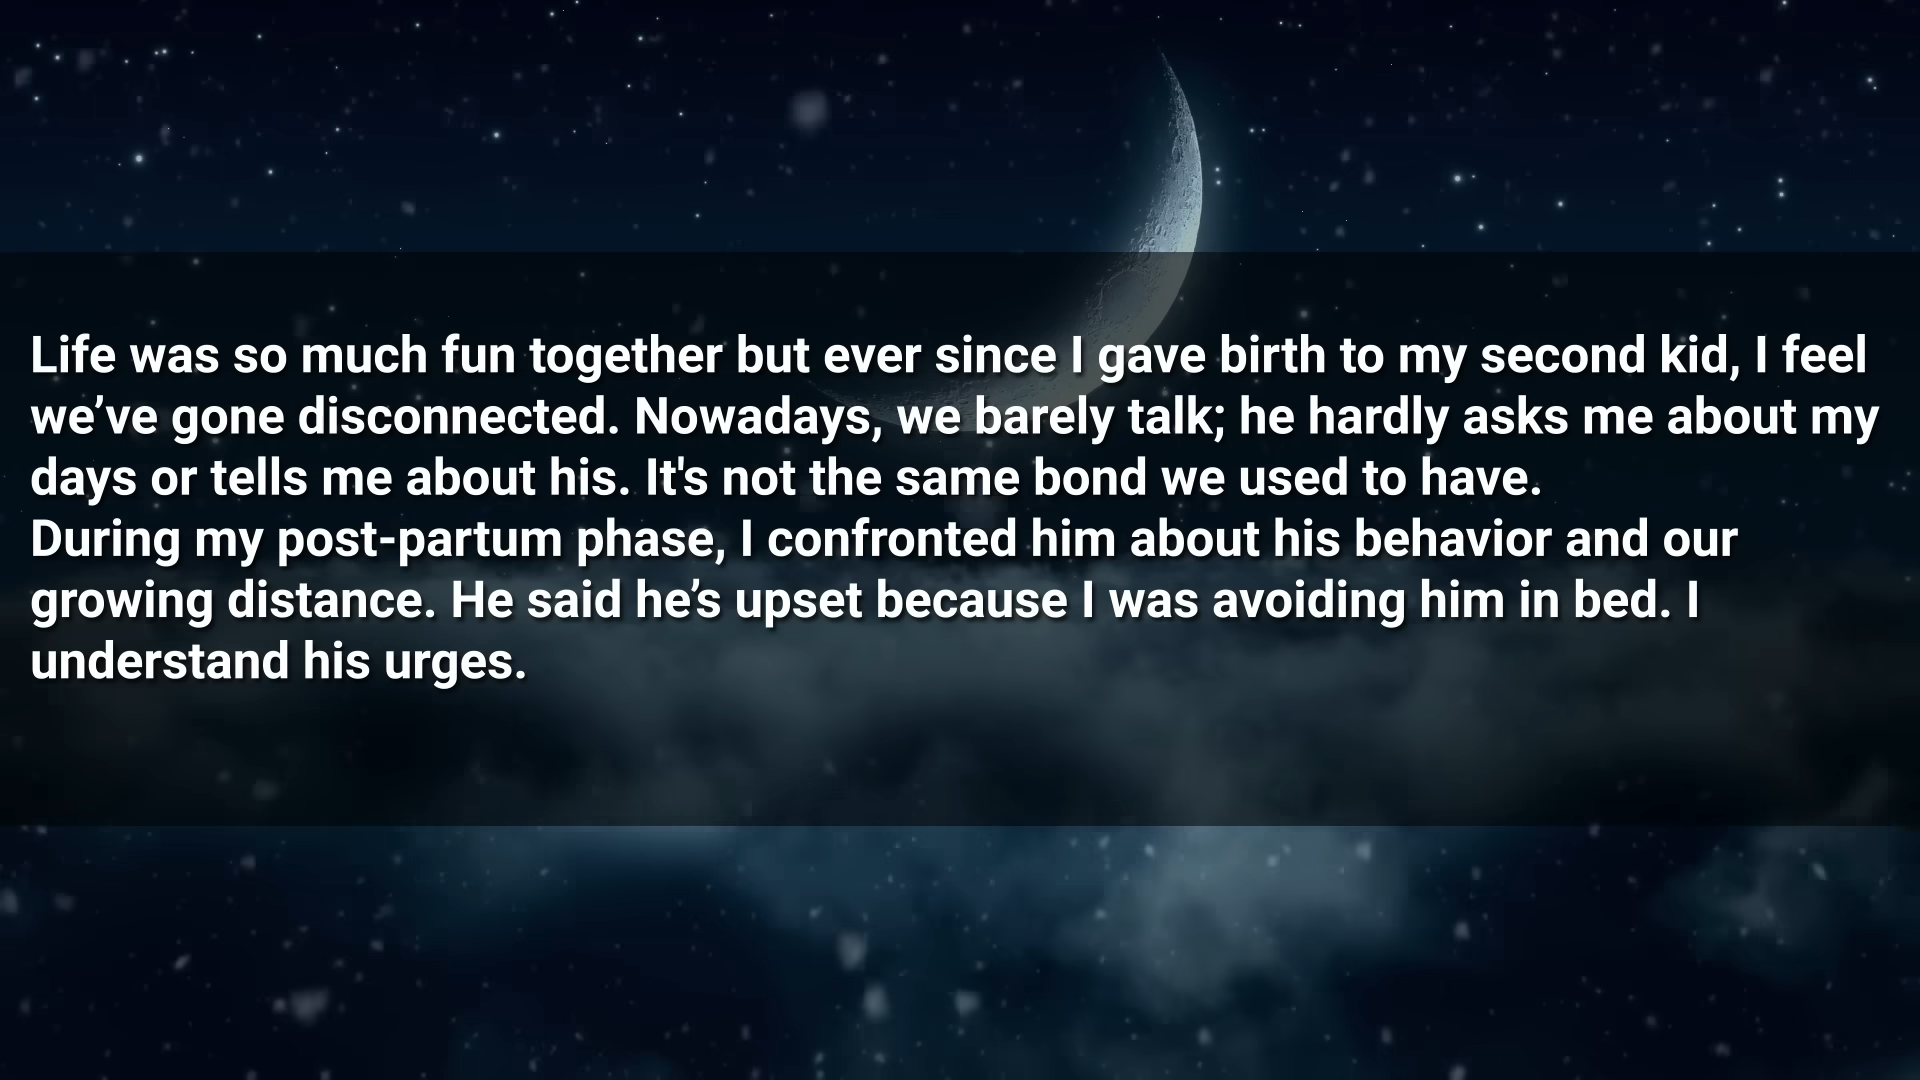 Life was so much fun together but ever since I gave birth to my second kid, I feel
we’ve gone disconnected. Nowadays, we barely talk; he hardly asks me about my
days or tells me about his. It's not the same bond we used to have.
During my post-partum phase, I confronted him about his behavior and our
growing distance. He said he’s upset because I was avoiding him in bed. I
understand his urges.